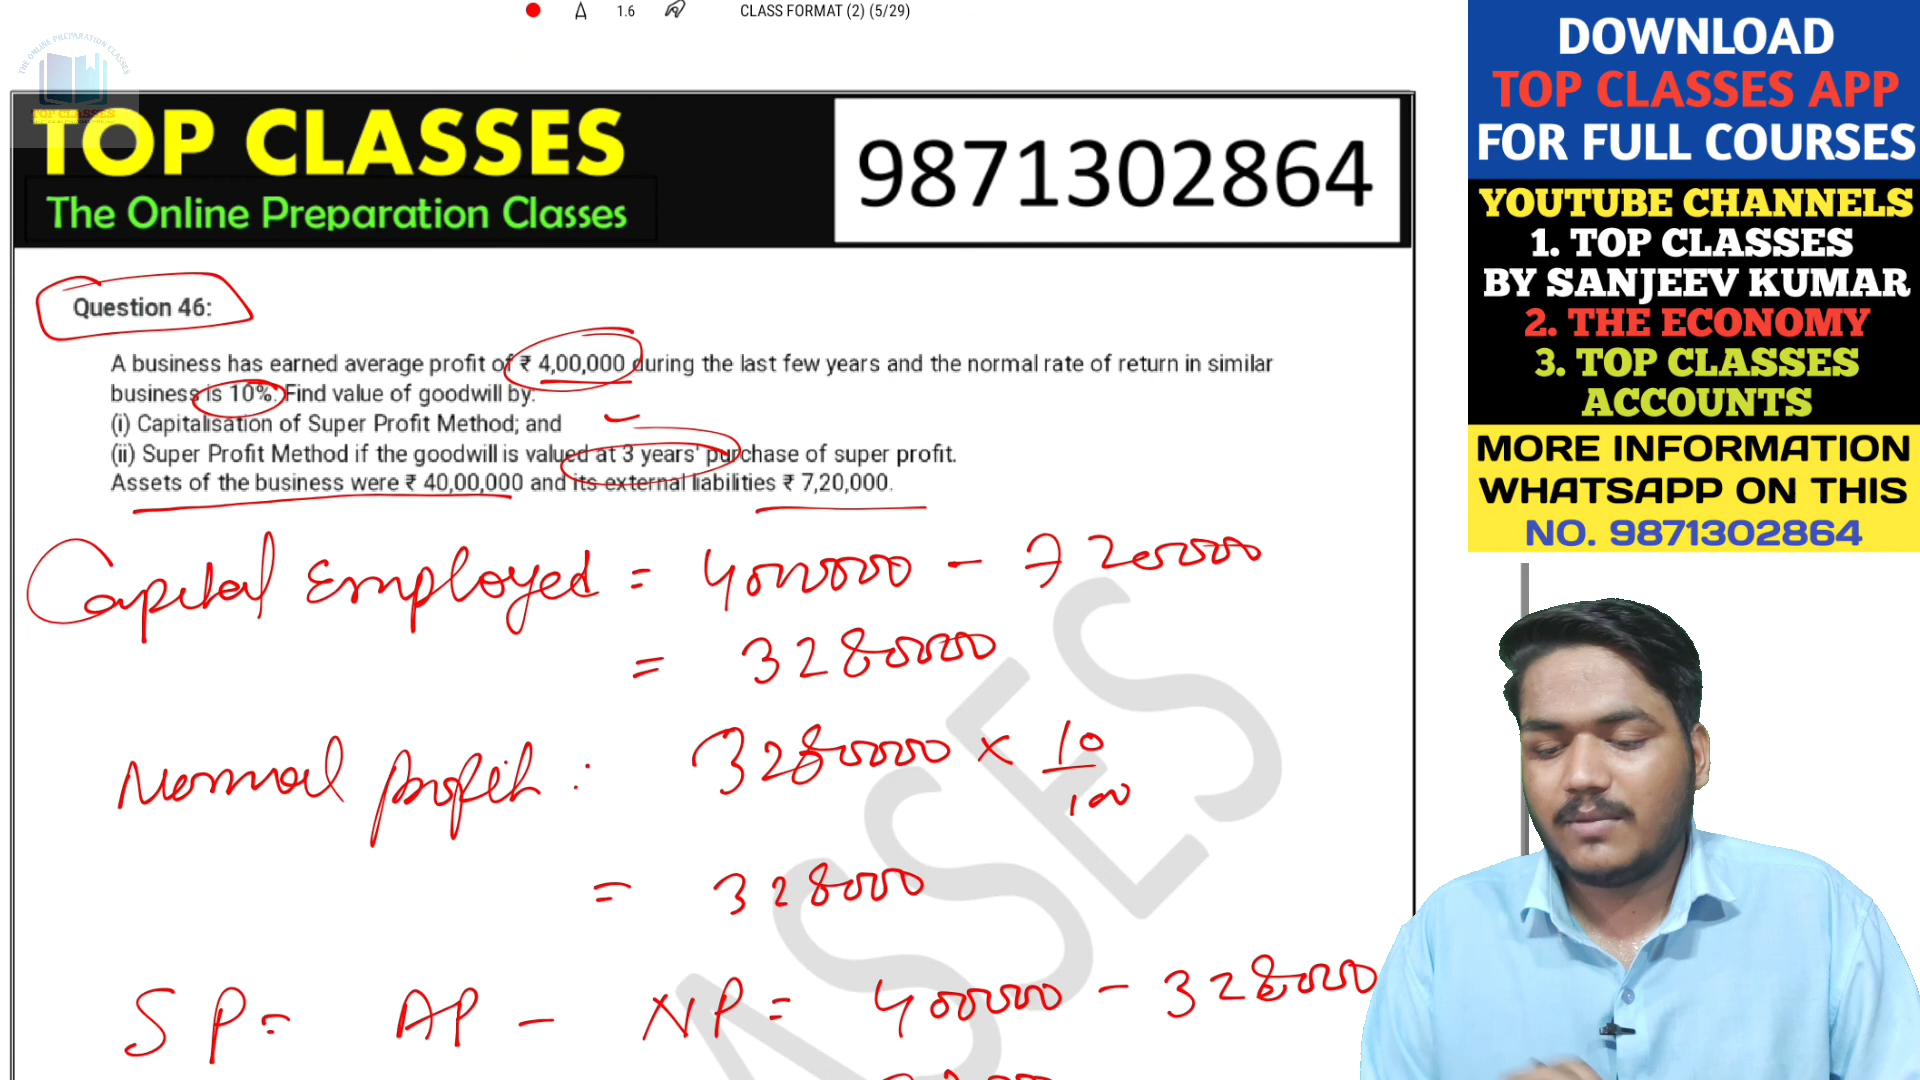 1.6 CLASS FORMAT (2) (5/29)
THE ONLINE PREPARATION CLASSES
TOP CLASSES
TOP CLASSES
The Online Preparation Classes
9871302864
Question 46:
A business has earned average profit of ₹ 4,00,000 during the last few years and the normal rate of return in similar
business is 10%. Find value of goodwill by:
(i) Capitalisation of Super Profit Method; and
(ii) Super Profit Method if the goodwill is valued at 3 years' purchase of super profit.
Assets of the business were ₹ 40,00,000 and its external liabilities ₹ 7,20,000.
Capital Employed = 4000000 - 720000
= 3280000
Normal profit : 3280000 × 10/100
= 328000
SP = AP - NP = 400000 - 328000
DOWNLOAD
TOP CLASSES APP
FOR FULL COURSES
YOUTUBE CHANNELS
1. TOP CLASSES
BY SANJEEV KUMAR
2. THE ECONOMY
3. TOP CLASSES
ACCOUNTS
MORE INFORMATION
WHATSAPP ON THIS
NO. 9871302864